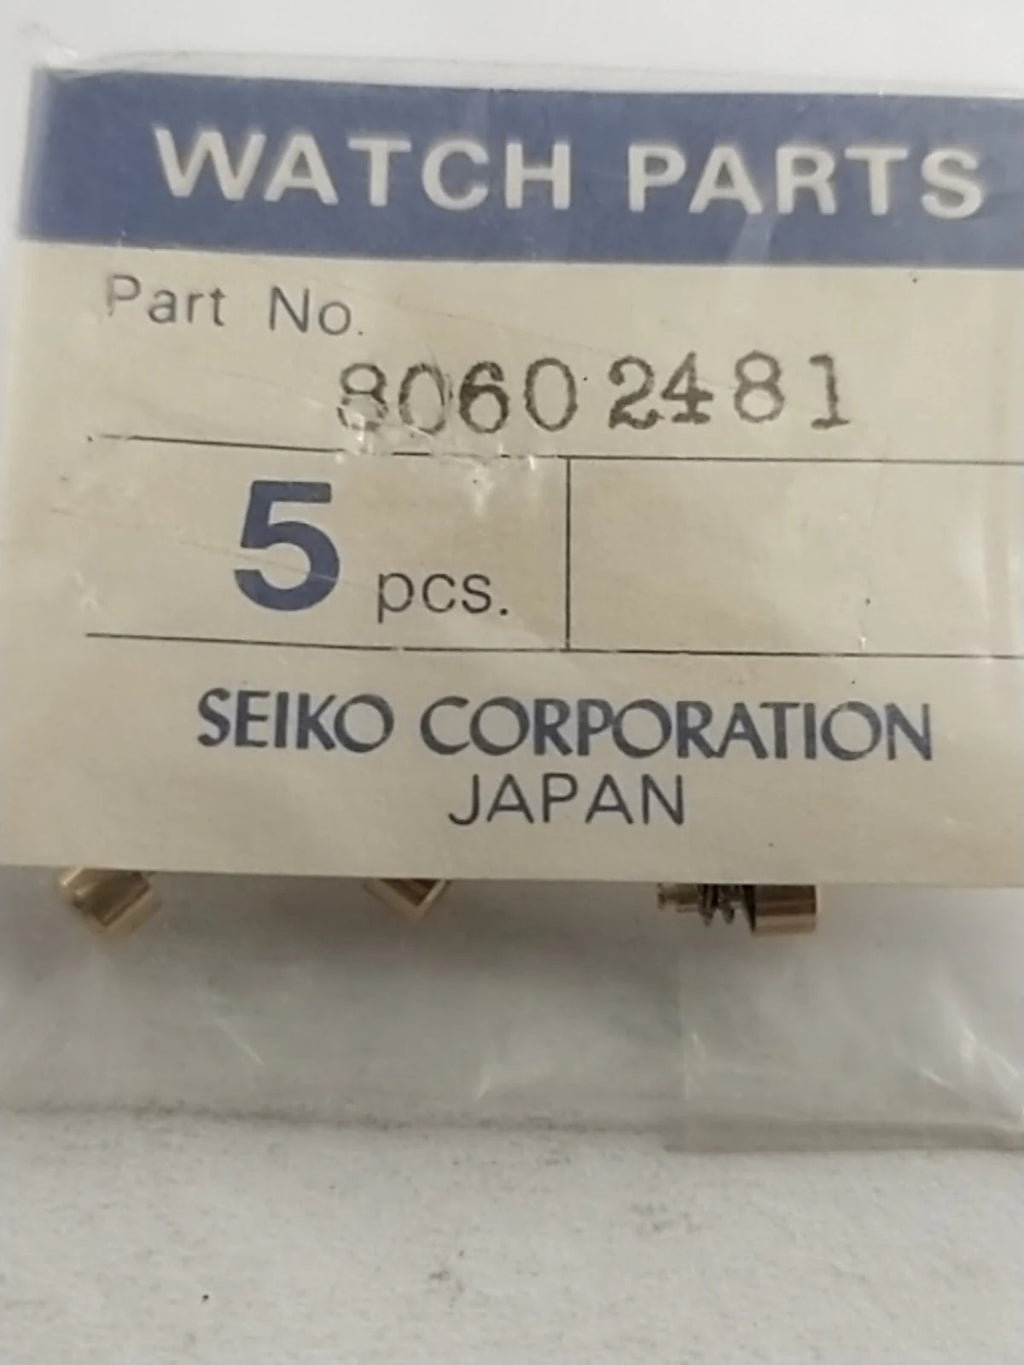 WATCH PARTS
Part No.
80602481
5 pcs.
SEIKO CORPORATION
JAPAN